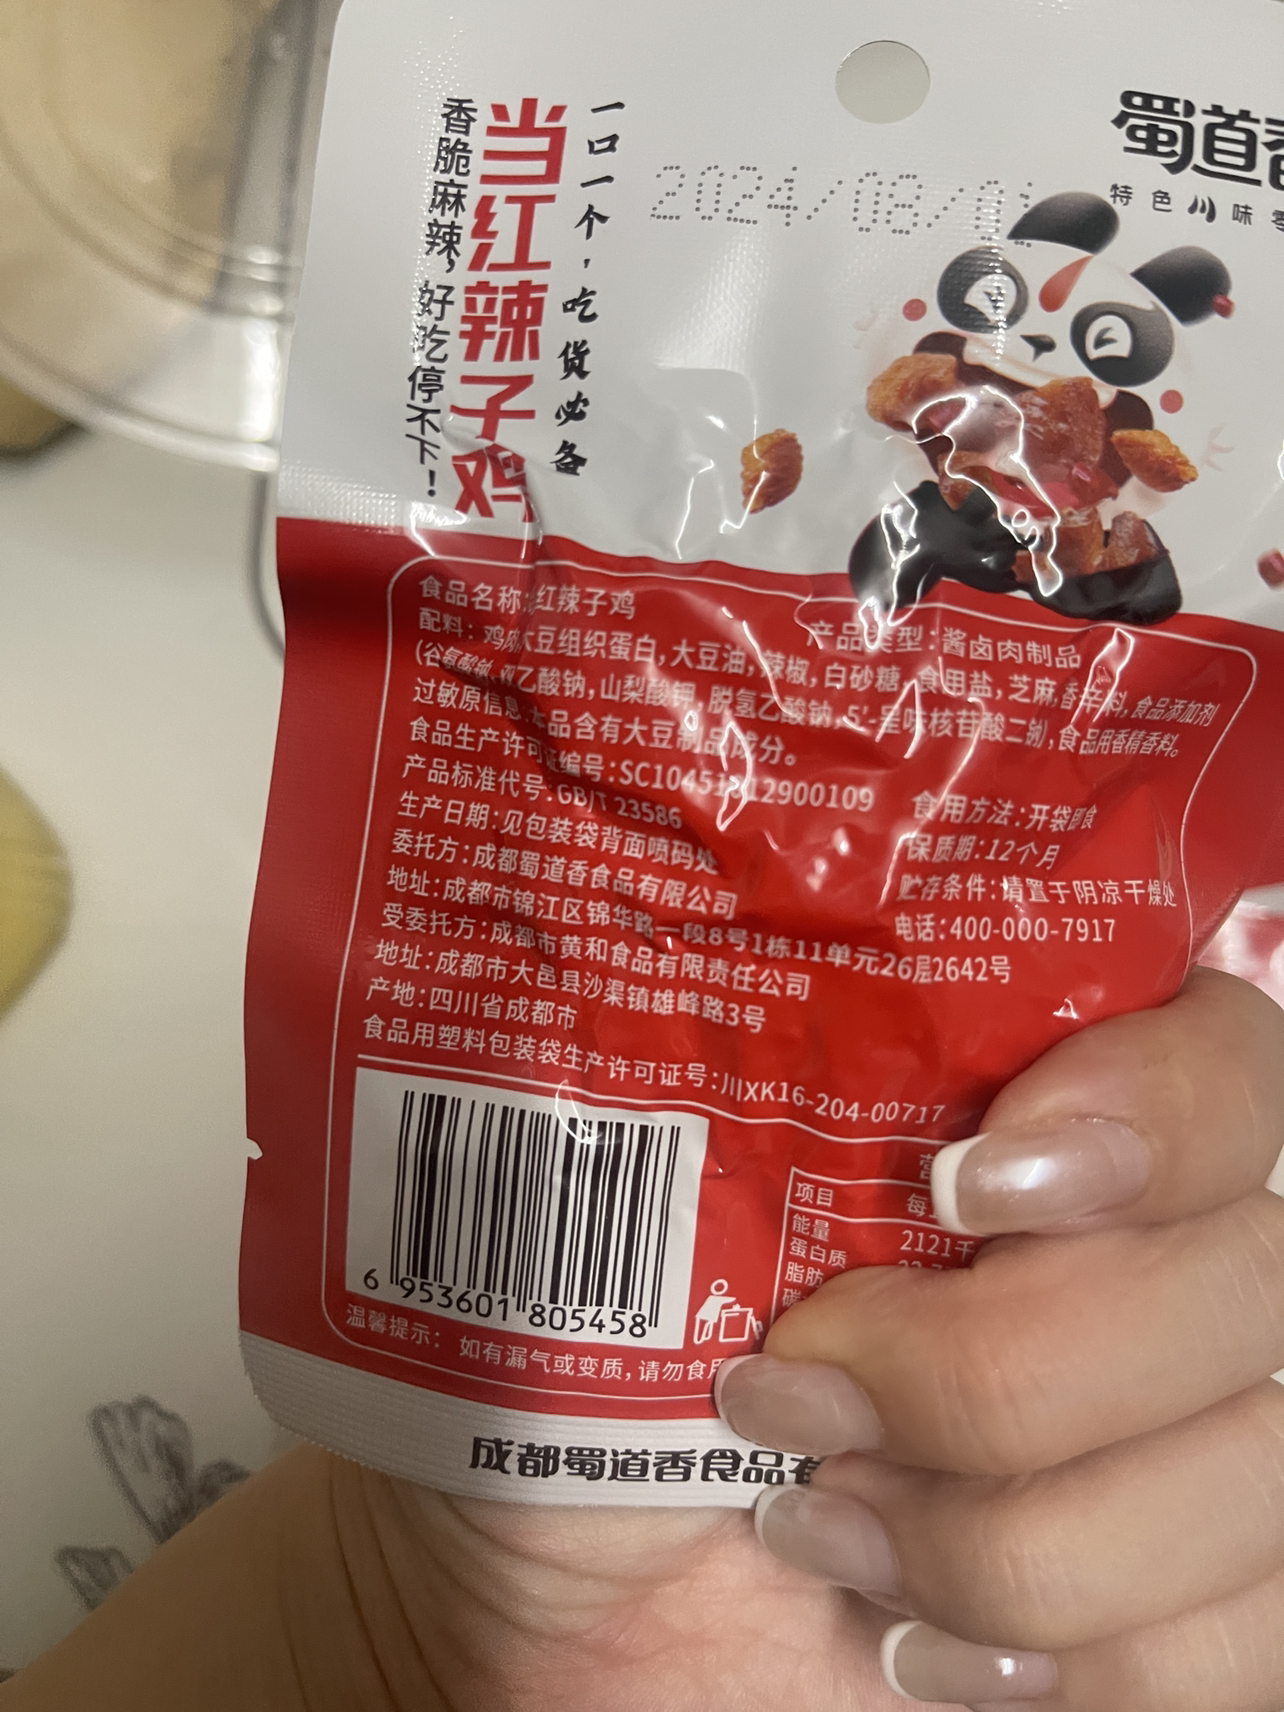 一口一个,吃货必备
当红辣子鸡
香脆麻辣,好吃停不下!
2024/08/0
蜀道香
特色川味零
食品名称:红辣子鸡
产品类型:酱卤肉制品
配料:鸡肉,大豆组织蛋白,大豆油,辣椒,白砂糖,食用盐,芝麻,香辛料,食品添加剂
(谷氨酸钠,双乙酸钠,山梨酸钾,脱氢乙酸钠,5'-呈味核苷酸二钠),食品用香精香料。
过敏原信息:本品含有大豆制品成分。
食品生产许可证编号:SC10451 12900109
食用方法:开袋即食
产品标准代号:GB/T 23586
保质期:12个月
生产日期:见包装袋背面喷码处
贮存条件:请置于阴凉干燥处
委托方:成都蜀道香食品有限公司
电话:400-000-7917
地址:成都市锦江区锦华路一段8号1栋11单元26层2642号
受委托方:成都市黄和食品有限责任公司
地址:成都市大邑县沙渠镇雄峰路3号
产地:四川省成都市
食品用塑料包装袋生产许可证号:川XK16-204-00717
营
项目 每1
能量 2121千
蛋白质
脂肪
碳
6 953601 805458
温馨提示: 如有漏气或变质,请勿食用
成都蜀道香食品有